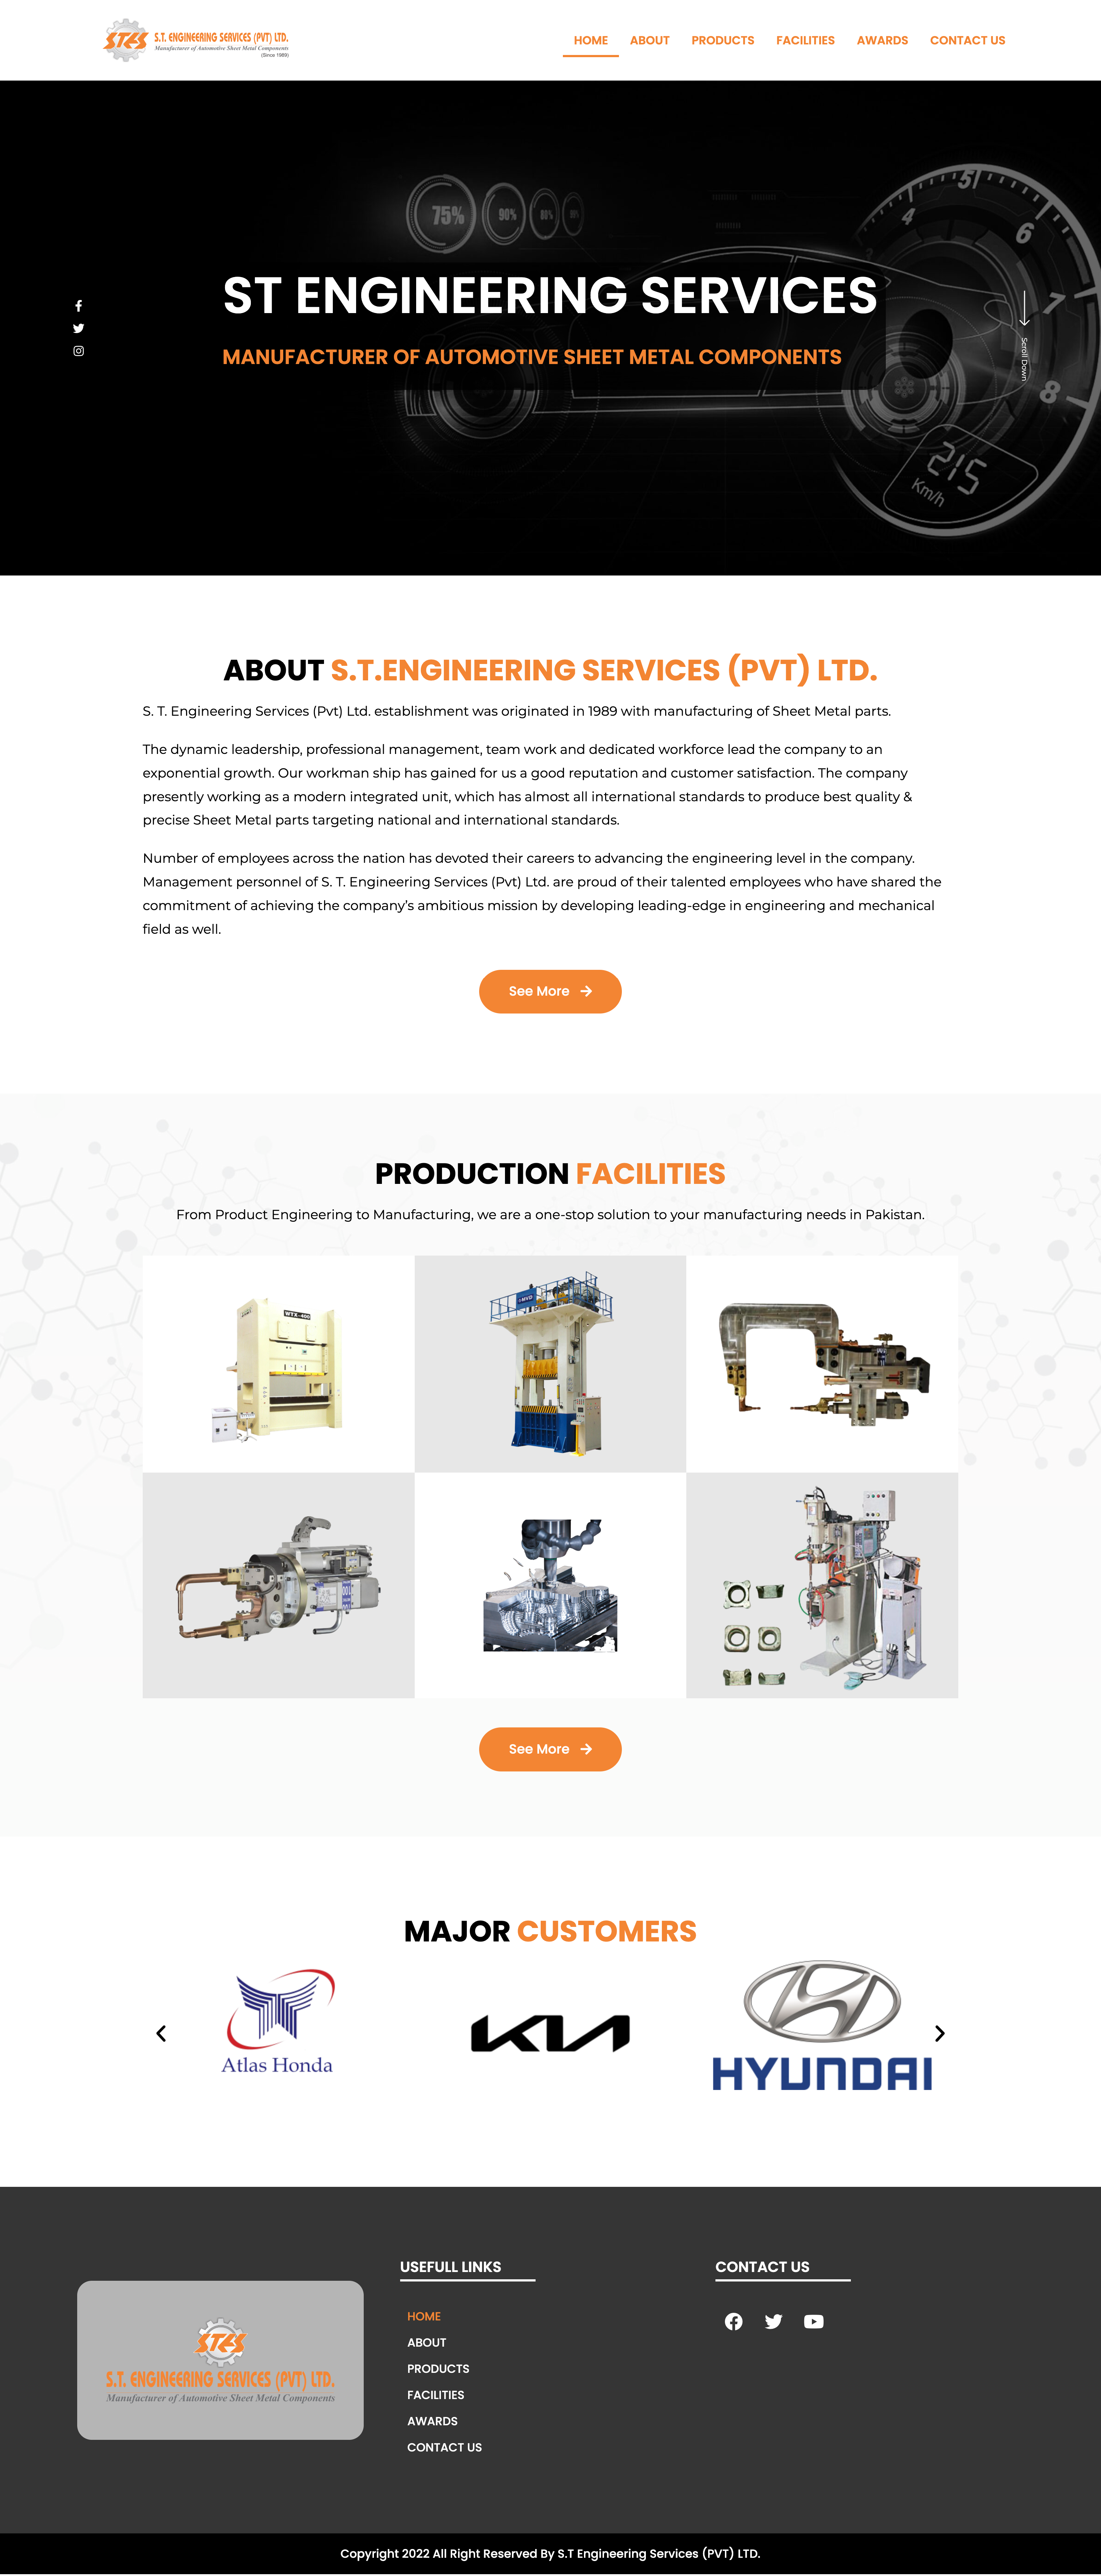 STES
S.T. ENGINEERING SERVICES (PVT) LTD.
Manufacturer of Automotive Sheet Metal Components
(Since 1989)
HOME
ABOUT
PRODUCTS
FACILITIES
AWARDS
CONTACT US
75%
90%
80%
5
4
6
7
8
215
Km/h
ST ENGINEERING SERVICES
MANUFACTURER OF AUTOMOTIVE SHEET METAL COMPONENTS
Scroll Down
ABOUT S.T.ENGINEERING SERVICES (PVT) LTD.
S. T. Engineering Services (Pvt) Ltd. establishment was originated in 1989 with manufacturing of Sheet Metal parts.
The dynamic leadership, professional management, team work and dedicated workforce lead the company to an
exponential growth. Our workman ship has gained for us a good reputation and customer satisfaction. The company
presently working as a modern integrated unit, which has almost all international standards to produce best quality &
precise Sheet Metal parts targeting national and international standards.
Number of employees across the nation has devoted their careers to advancing the engineering level in the company.
Management personnel of S. T. Engineering Services (Pvt) Ltd. are proud of their talented employees who have shared the
commitment of achieving the company’s ambitious mission by developing leading-edge in engineering and mechanical
field as well.
See More
PRODUCTION FACILITIES
From Product Engineering to Manufacturing, we are a one-stop solution to your manufacturing needs in Pakistan.
WTX-400
MVD
See More
MAJOR CUSTOMERS
Atlas Honda
KIA
HYUNDAI
STES
S.T. ENGINEERING SERVICES (PVT) LTD.
Manufacturer of Automotive Sheet Metal Components
USEFULL LINKS
HOME
ABOUT
PRODUCTS
FACILITIES
AWARDS
CONTACT US
CONTACT US
Copyright 2022 All Right Reserved By S.T Engineering Services (PVT) LTD.